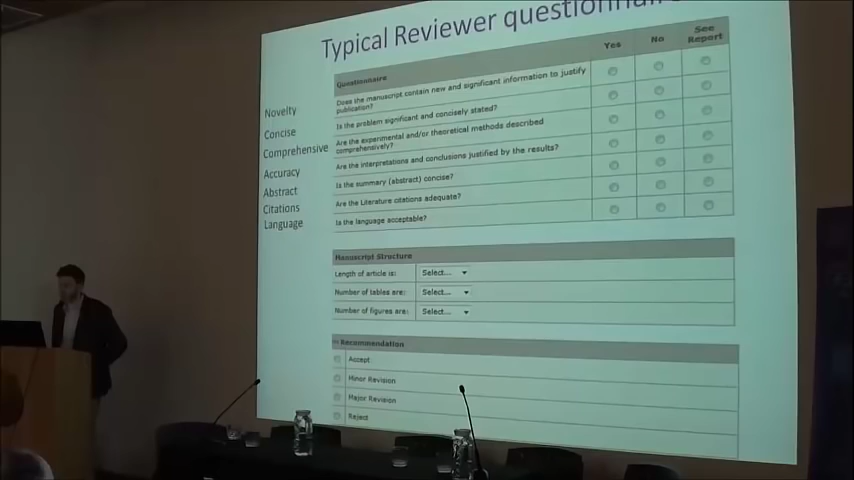 Typical Reviewer questionnaire
Questionnaire
Yes
No
See Report
Novelty
Concise
Comprehensive
Accuracy
Abstract
Citations
Language
Does the manuscript contain new and significant information to justify
publication?
Is the problem significant and concisely stated?
Are the experimental and/or theoretical methods described
comprehensively?
Are the interpretations and conclusions justified by the results?
Is the summary (abstract) concise?
Are the Literature citations adequate?
Is the language acceptable?
Manuscript Structure
Length of article is: Select...
Number of tables are: Select...
Number of figures are: Select...
Recommendation
Accept
Minor Revision
Major Revision
Reject